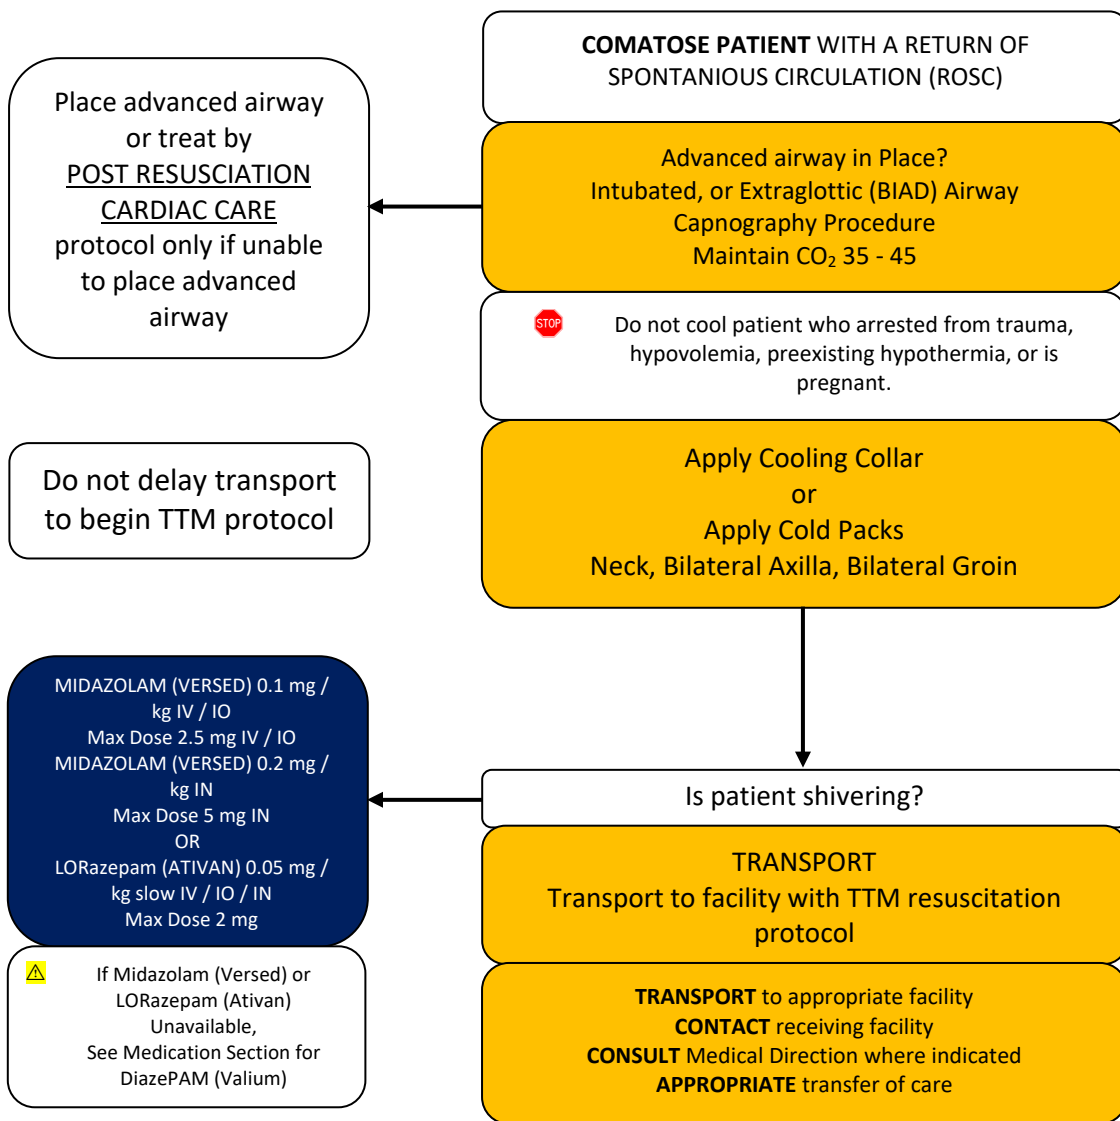 COMATOSE PATIENT WITH A RETURN OF
SPONTANIOUS CIRCULATION (ROSC)
Advanced airway in Place?
Intubated, or Extraglottic (BIAD) Airway
Capnography Procedure
Maintain CO₂ 35 - 45
Place advanced airway
or treat by
POST RESUSCIATION
CARDIAC CARE
protocol only if unable
to place advanced
airway
STOP
Do not cool patient who arrested from trauma,
hypovolemia, preexisting hypothermia, or is
pregnant.
Do not delay transport
to begin TTM protocol
Apply Cooling Collar
or
Apply Cold Packs
Neck, Bilateral Axilla, Bilateral Groin
Is patient shivering?
MIDAZOLAM (VERSED) 0.1 mg /
kg IV / IO
Max Dose 2.5 mg IV / IO
MIDAZOLAM (VERSED) 0.2 mg /
kg IN
Max Dose 5 mg IN
OR
LORazepam (ATIVAN) 0.05 mg /
kg slow IV / IO / IN
Max Dose 2 mg
If Midazolam (Versed) or
LORazepam (Ativan)
Unavailable,
See Medication Section for
DiazePAM (Valium)
TRANSPORT
Transport to facility with TTM resuscitation
protocol
TRANSPORT to appropriate facility
CONTACT receiving facility
CONSULT Medical Direction where indicated
APPROPRIATE transfer of care